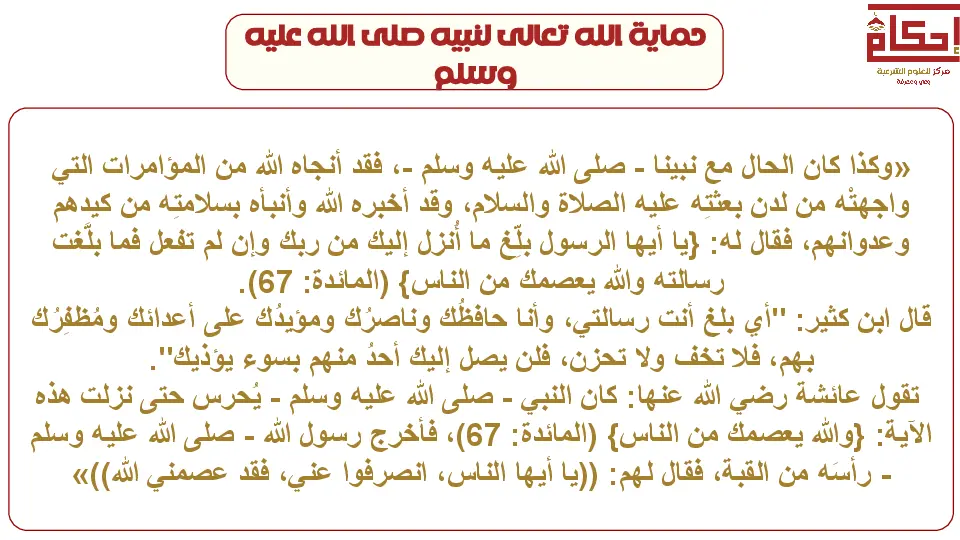 حماية الله تعالى لنبيه صلى الله عليه
وسلم
إحكام
مركز للعلوم الشرعية
وعي ومعرفة
«وكذا كان الحال مع نبينا - صلى الله عليه وسلم -، فقد أنجاه الله من المؤامرات التي
واجهتْه من لدن بعثتِه عليه الصلاة والسلام، وقد أخبره الله وأنبأه بسلامتِه من كيدهم
وعدوانهم، فقال له: {يا أيها الرسول بلِّغ ما أُنزل إليك من ربك وإن لم تفعل فما بلَّغت
رسالته والله يعصمك من الناس} (المائدة: 67).
قال ابن كثير: "أي بلغ أنت رسالتي، وأنا حافظُك وناصرُك ومؤيدُك على أعدائك ومُظفِرُك
بهم، فلا تخف ولا تحزن، فلن يصل إليك أحدُ منهم بسوء يؤذيك".
تقول عائشة رضي الله عنها: كان النبي - صلى الله عليه وسلم - يُحرس حتى نزلت هذه
الآية: {والله يعصمك من الناس} (المائدة: 67)، فأخرج رسول الله - صلى الله عليه وسلم
- رأسَه من القبة، فقال لهم: ((يا أيها الناس، انصرفوا عني، فقد عصمني الله))»